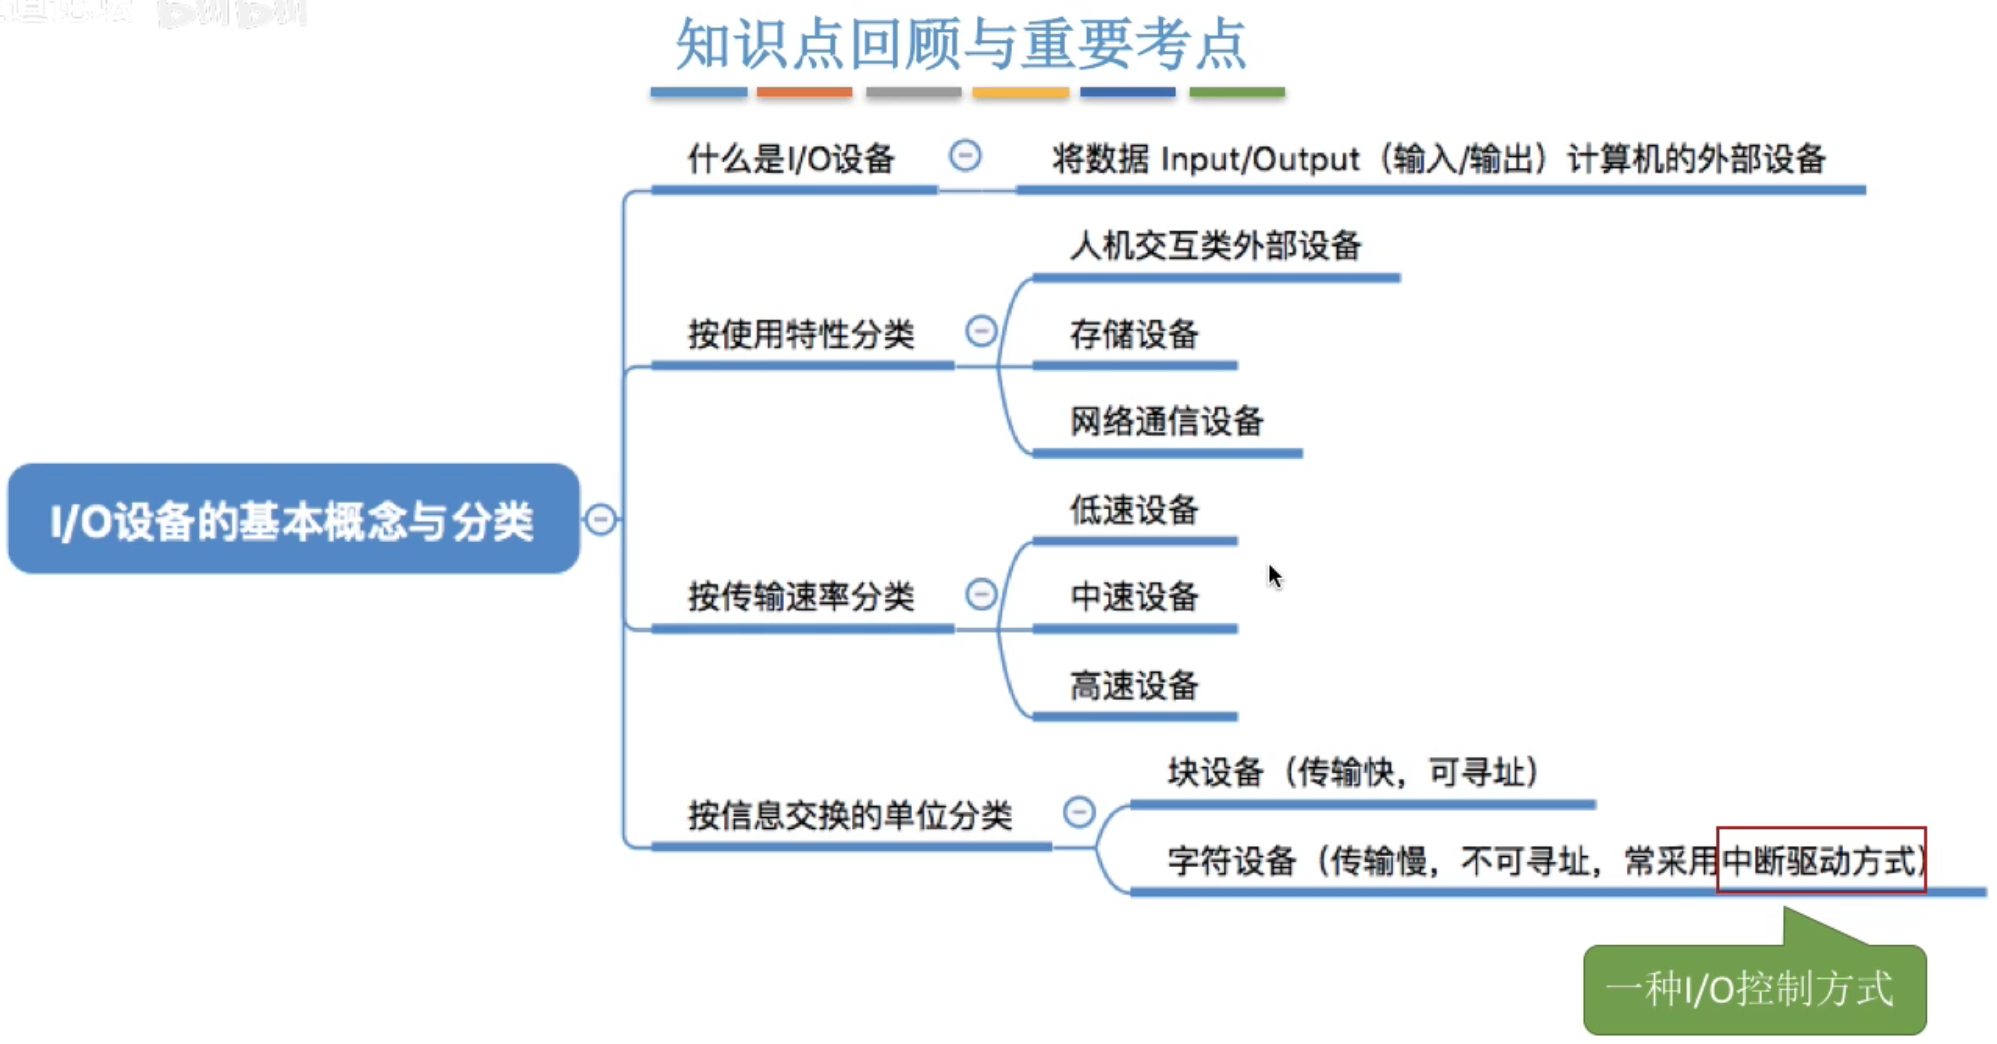 知识点回顾与重要考点
什么是I/O设备
将数据 Input/Output（输入/输出）计算机的外部设备
人机交互类外部设备
按使用特性分类
存储设备
网络通信设备
I/O设备的基本概念与分类
低速设备
按传输速率分类
中速设备
高速设备
块设备（传输快，可寻址）
按信息交换的单位分类
字符设备（传输慢，不可寻址，常采用中断驱动方式）
一种I/O控制方式